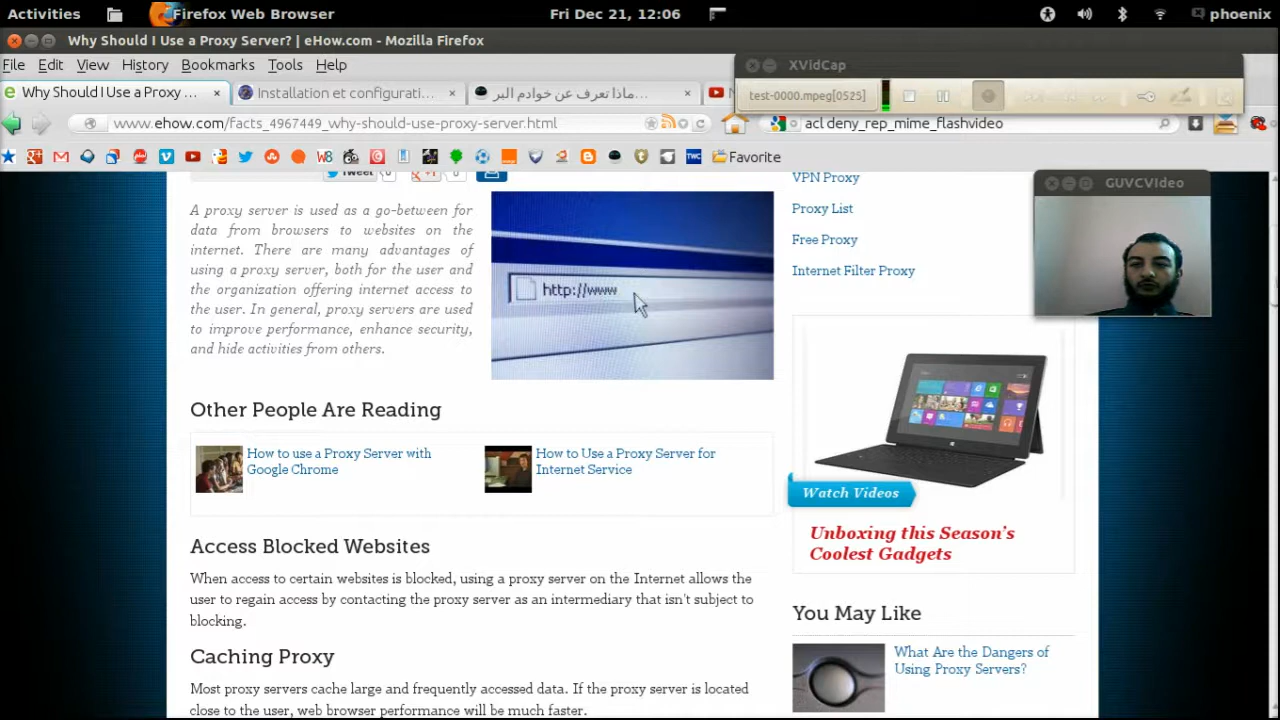 Activities
Firefox Web Browser
Fri Dec 21, 12:06
phoenix
Why Should I Use a Proxy Server? | eHow.com - Mozilla Firefox
File Edit View History Bookmarks Tools Help
XVidCap
test-0000.mpeg[0525]
Why Should I Use a Proxy ...
Installation et configurati...
ماذا تعرف عن خوادم البر...
www.ehow.com/facts_4967449_why-should-use-proxy-server.html
acl deny_rep_mime_flashvideo
W8
TWC
Favorite
Tweet 0
+1 0
A proxy server is used as a go-between for
data from browsers to websites on the
internet. There are many advantages of
using a proxy server, both for the user and
the organization offering internet access to
the user. In general, proxy servers are used
to improve performance, enhance security,
and hide activities from others.
http://www
VPN Proxy
Proxy List
Free Proxy
Internet Filter Proxy
GUVCVideo
Other People Are Reading
How to use a Proxy Server with
Google Chrome
How to Use a Proxy Server for
Internet Service
Watch Videos
Unboxing this Season's
Coolest Gadgets
Access Blocked Websites
When access to certain websites is blocked, using a proxy server on the Internet allows the
user to regain access by contacting the proxy server as an intermediary that isn't subject to
blocking.
Caching Proxy
Most proxy servers cache large and frequently accessed data. If the proxy server is located
close to the user, web browser performance will be much faster.
You May Like
What Are the Dangers of
Using Proxy Servers?